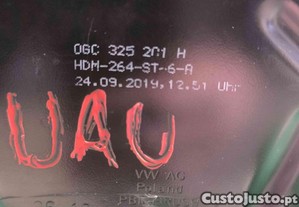 0GC 325 201 H
HDM-264-ST-6-A
24.09.2019,12.51 Uhr
UAU
VW AG
CustoJusto.pt